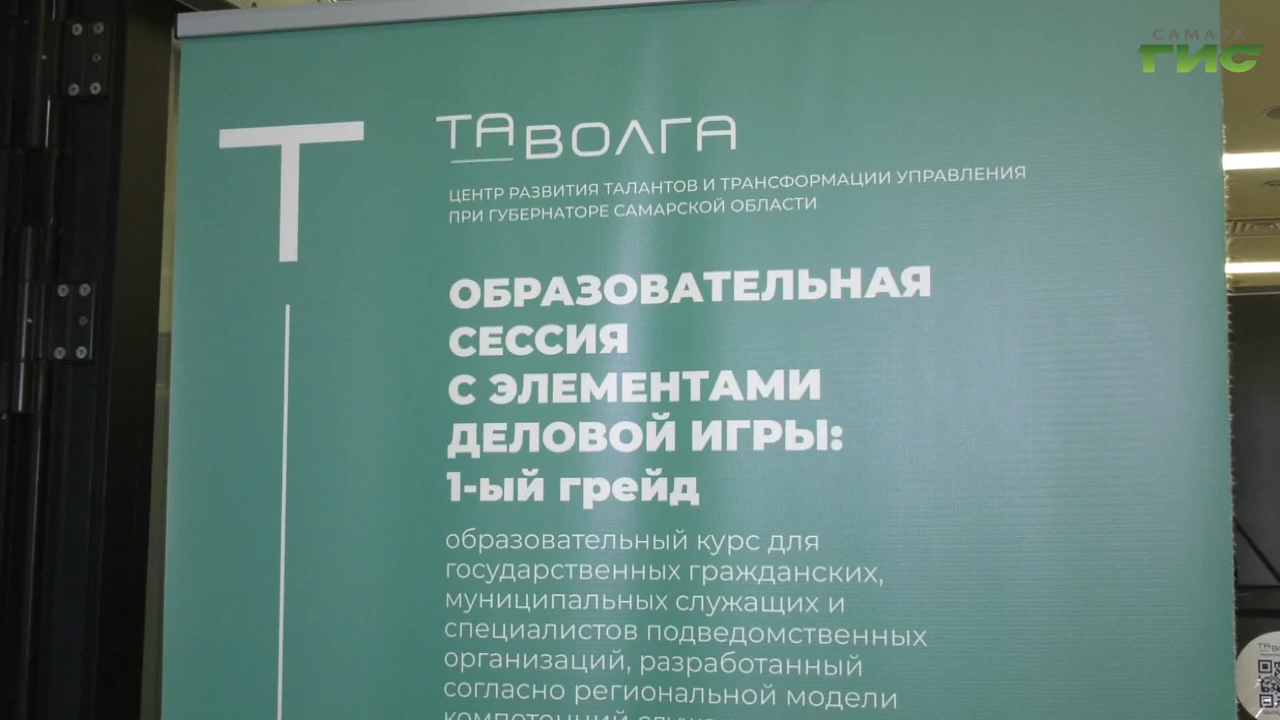 САМАРА
ГИС
Т
ТАВОЛГА
ЦЕНТР РАЗВИТИЯ ТАЛАНТОВ И ТРАНСФОРМАЦИИ УПРАВЛЕНИЯ
ПРИ ГУБЕРНАТОРЕ САМАРСКОЙ ОБЛАСТИ
ОБРАЗОВАТЕЛЬНАЯ
СЕССИЯ
С ЭЛЕМЕНТАМИ
ДЕЛОВОЙ ИГРЫ:
1-ый грейд
образовательный курс для
государственных гражданских,
муниципальных служащих и
специалистов подведомственных
организаций, разработанный
согласно региональной модели